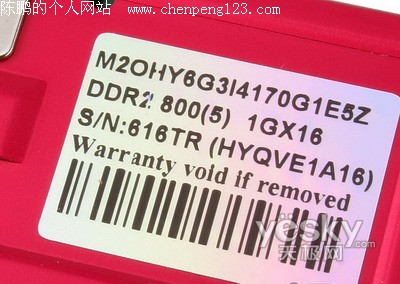 陈鹏的个人网站
www.chenpeng123.com
M2OHY6G3I4170G1E5Z
DDR2 800(5) 1GX16
S/N:616TR (HYQVE1A16)
Warranty void if removed
yesky
天极网